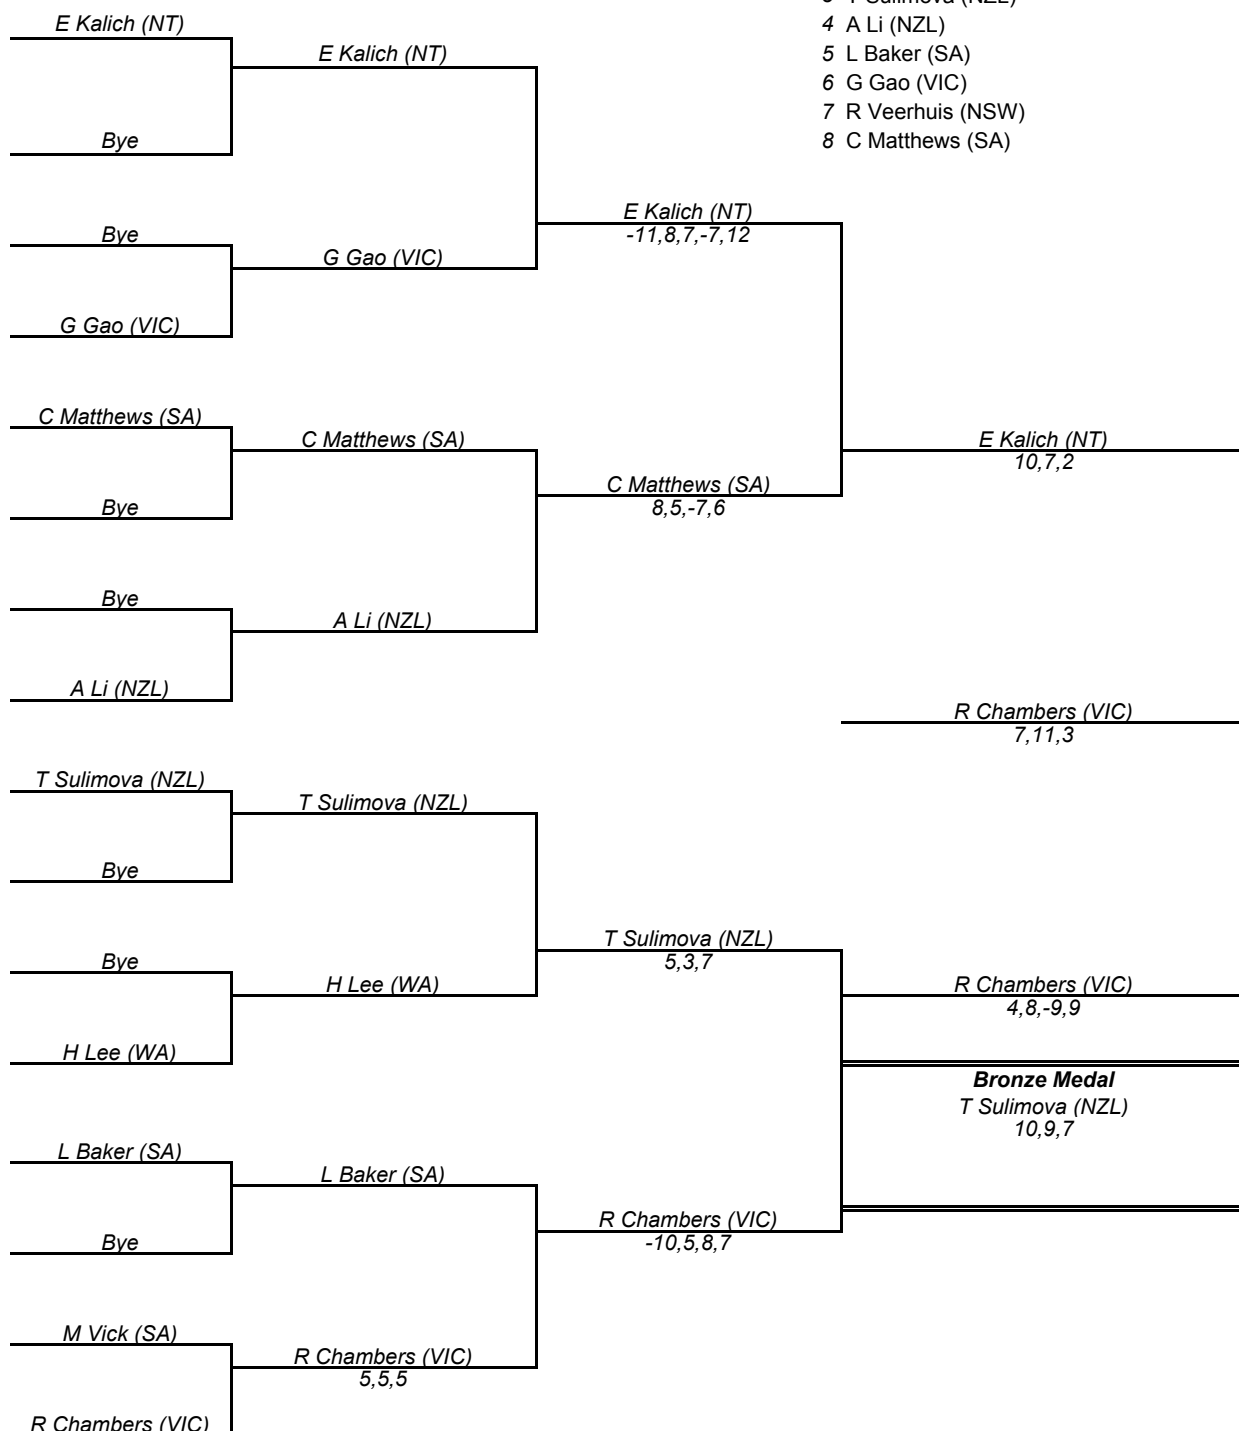 3 T Sulimova (NZL)
E Kalich (NT)
4 A Li (NZL)
E Kalich (NT)
5 L Baker (SA)
6 G Gao (VIC)
7 R Veerhuis (NSW)
Bye
8 C Matthews (SA)
E Kalich (NT)
-11,8,7,-7,12
Bye
G Gao (VIC)
G Gao (VIC)
C Matthews (SA)
C Matthews (SA)
E Kalich (NT)
10,7,2
C Matthews (SA)
8,5,-7,6
Bye
Bye
A Li (NZL)
A Li (NZL)
R Chambers (VIC)
7,11,3
T Sulimova (NZL)
T Sulimova (NZL)
Bye
T Sulimova (NZL)
5,3,7
Bye
H Lee (WA)
R Chambers (VIC)
4,8,-9,9
H Lee (WA)
Bronze Medal
T Sulimova (NZL)
10,9,7
L Baker (SA)
L Baker (SA)
R Chambers (VIC)
-10,5,8,7
Bye
M Vick (SA)
R Chambers (VIC)
5,5,5
R Chambers (VIC)